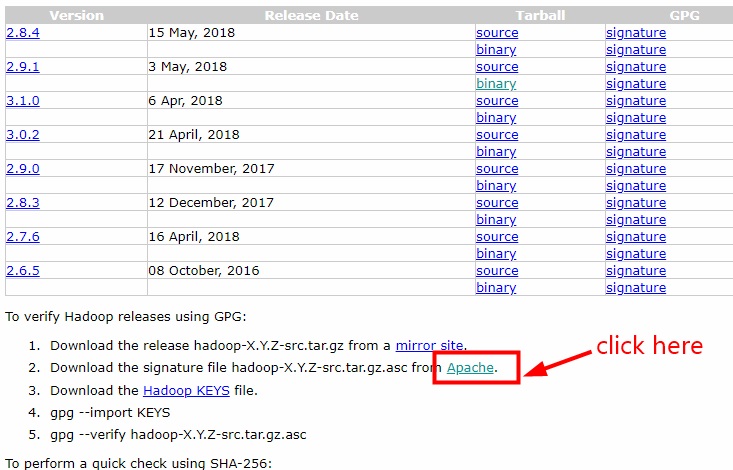 Version Release Date Tarball GPG
2.8.4 15 May, 2018 source signature
binary signature
2.9.1 3 May, 2018 source signature
binary signature
3.1.0 6 Apr, 2018 source signature
binary signature
3.0.2 21 April, 2018 source signature
binary signature
2.9.0 17 November, 2017 source signature
binary signature
2.8.3 12 December, 2017 source signature
binary signature
2.7.6 16 April, 2018 source signature
binary signature
2.6.5 08 October, 2016 source signature
binary signature
To verify Hadoop releases using GPG:
1. Download the release hadoop-X.Y.Z-src.tar.gz from a mirror site.
click here
2. Download the signature file hadoop-X.Y.Z-src.tar.gz.asc from Apache.
3. Download the Hadoop KEYS file.
4. gpg --import KEYS
5. gpg --verify hadoop-X.Y.Z-src.tar.gz.asc
To perform a quick check using SHA-256: